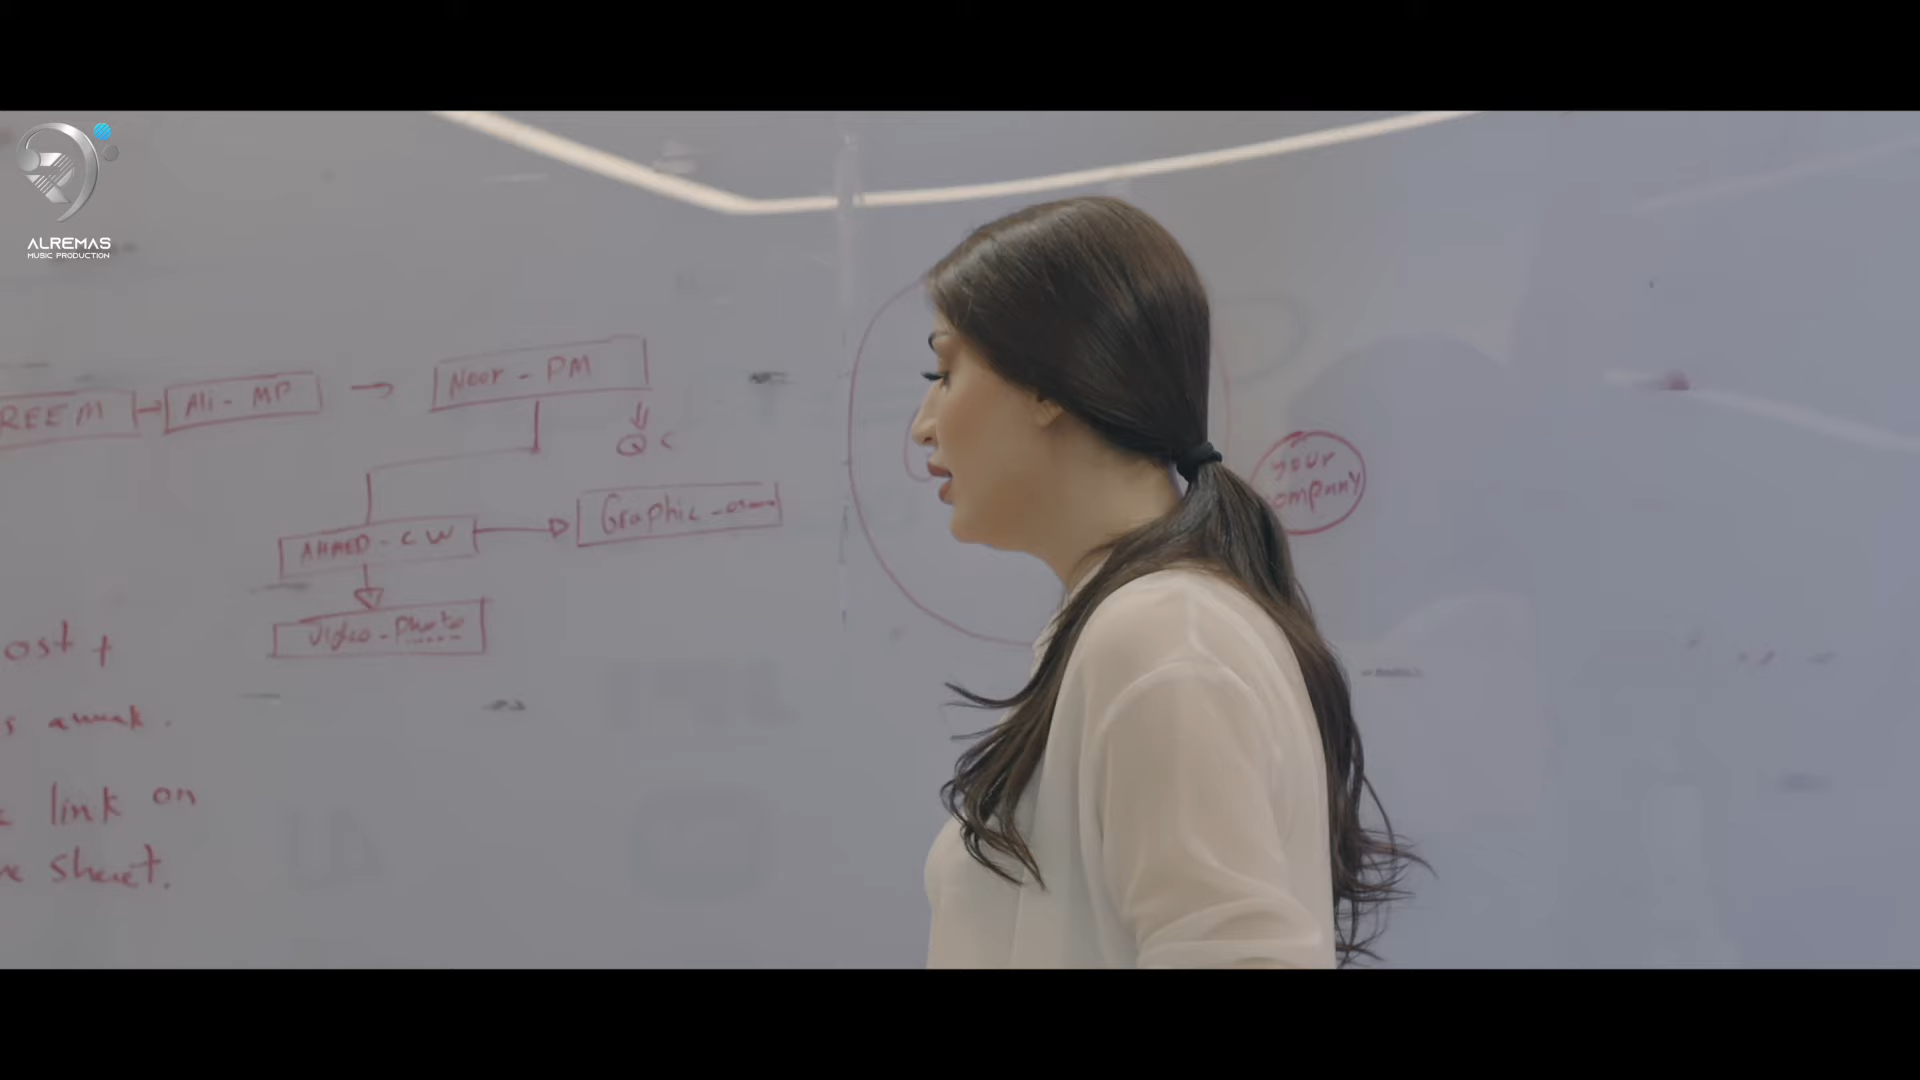 ALREMAS
MUSIC PRODUCTION
REEM
Ali - MP
Noor - PM
QC
AHMED - CW
Graphic -
Video - Photo
your
company
ost +
link on
sheet.